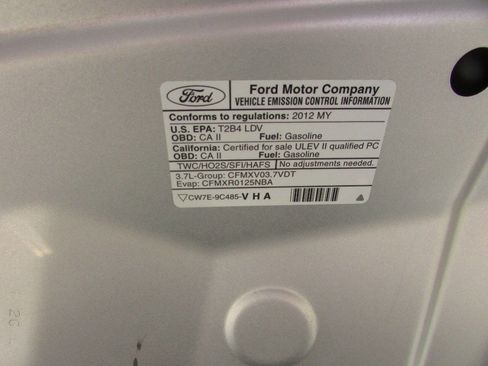 Ford
Ford Motor Company
VEHICLE EMISSION CONTROL INFORMATION
Conforms to regulations: 2012 MY
U.S. EPA: T2B4 LDV
OBD: CA II Fuel: Gasoline
California: Certified for sale ULEV II qualified PC
OBD: CA II Fuel: Gasoline
TWC/HO2S/SFI/HAFS No adjustments needed.
3.7L-Group: CFMXV03.7VDT
Evap: CFMXR0125NBA
CW7E-9C485-V H A